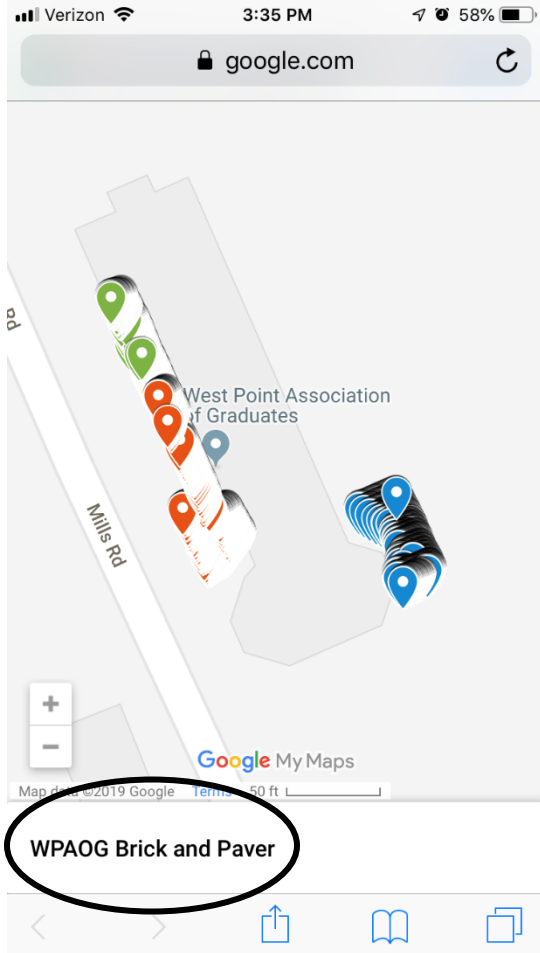 Verizon 3:35 PM 58%
google.com
Rd
West Point Association
of Graduates
Mills Rd
+
−
Google My Maps
Map data ©2019 Google Terms 50 ft
WPAOG Brick and Paver